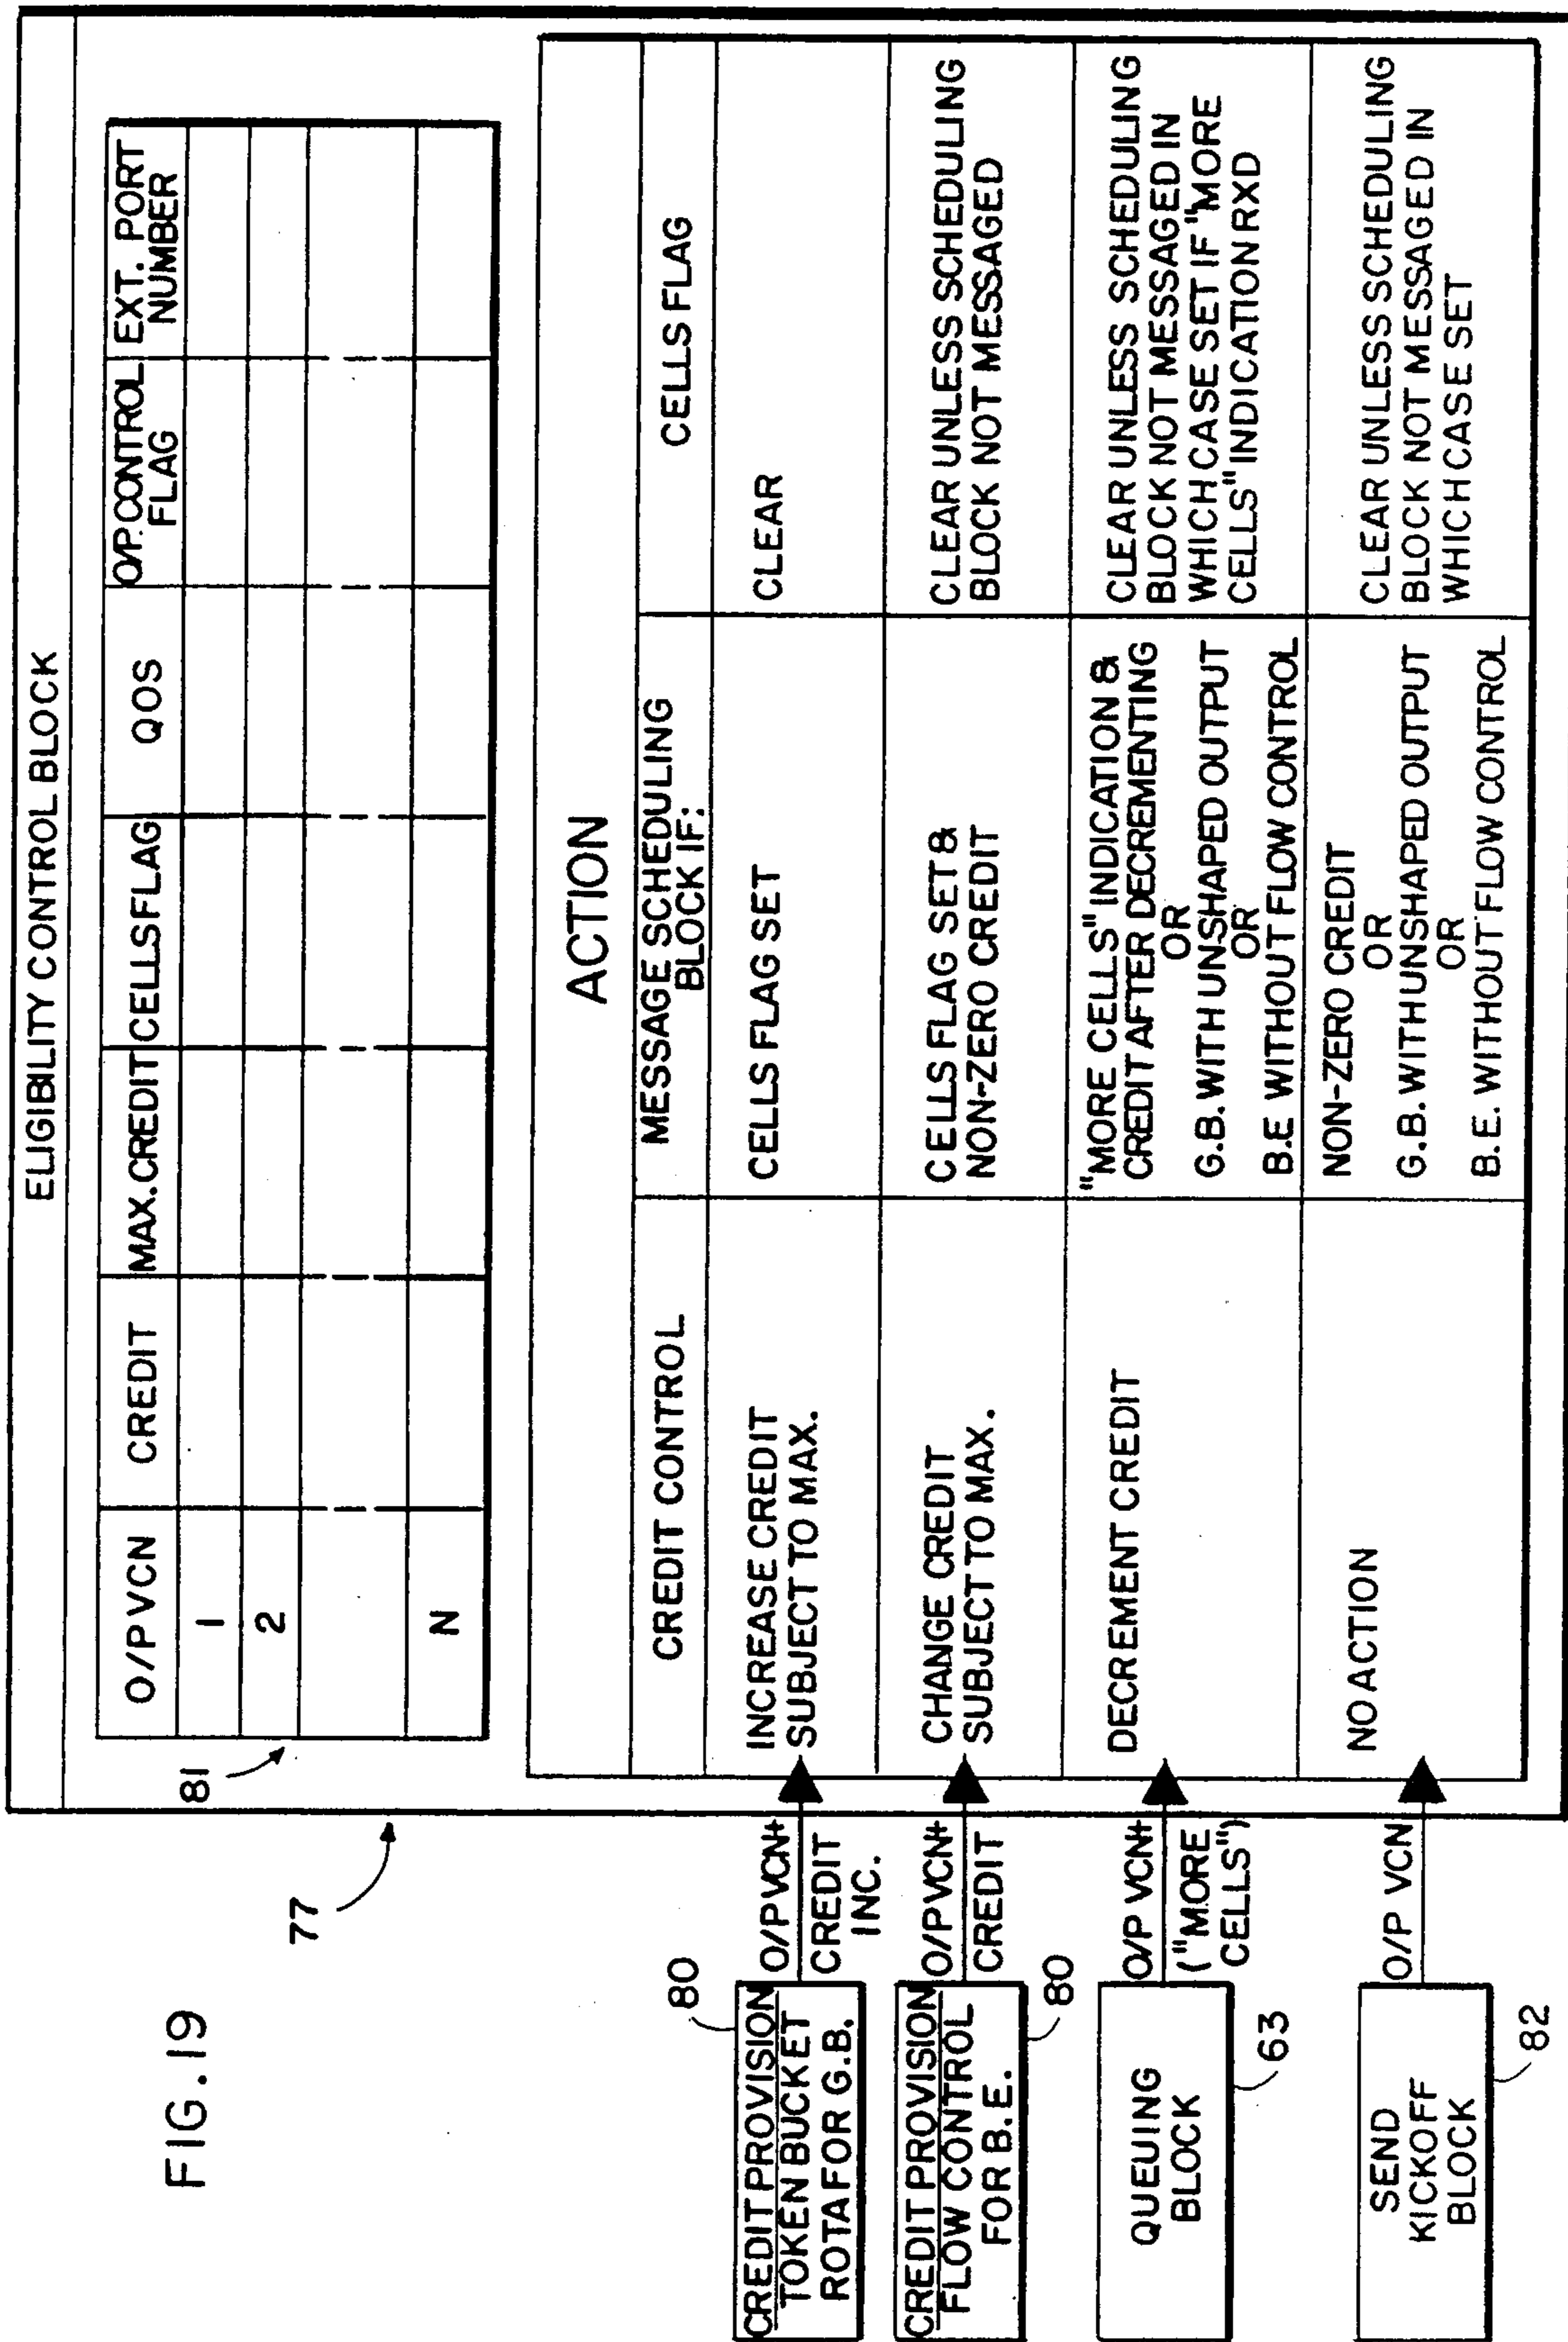 FIG.19
77
ELIGIBILITY CONTROL BLOCK
81
O/P VCN CREDIT MAX.CREDIT CELLS FLAG QOS O/P.CONTROL FLAG EXT. PORT NUMBER
1
2
N
ACTION
CREDIT CONTROL
MESSAGE SCHEDULING
BLOCK IF:
CELLS FLAG
80
CREDIT PROVISION
TOKEN BUCKET
ROTA FOR G.B.
O/P VCN+
CREDIT
INC.
INCREASE CREDIT
SUBJECT TO MAX.
CELLS FLAG SET
CLEAR
CREDIT PROVISION
FLOW CONTROL
FOR B.E.
80
O/P VCN+
CREDIT
CHANGE CREDIT
SUBJECT TO MAX.
CELLS FLAG SET &
NON-ZERO CREDIT
CLEAR UNLESS SCHEDULING
BLOCK NOT MESSAGED
QUEUING
BLOCK
63
O/P VCN+
("MORE
CELLS")
DECREMENT CREDIT
"MORE CELLS" INDICATION &
CREDIT AFTER DECREMENTING
OR
G.B. WITH UNSHAPED OUTPUT
OR
B.E WITHOUT FLOW CONTROL
CLEAR UNLESS SCHEDULING
BLOCK NOT MESSAGED IN
WHICH CASE SET IF "MORE
CELLS" INDICATION RXD
SEND
KICKOFF
BLOCK
82
O/P VCN
NO ACTION
NON-ZERO CREDIT
OR
G.B. WITH UNSHAPED OUTPUT
OR
B.E. WITHOUT FLOW CONTROL
CLEAR UNLESS SCHEDULING
BLOCK NOT MESSAGED IN
WHICH CASE SET